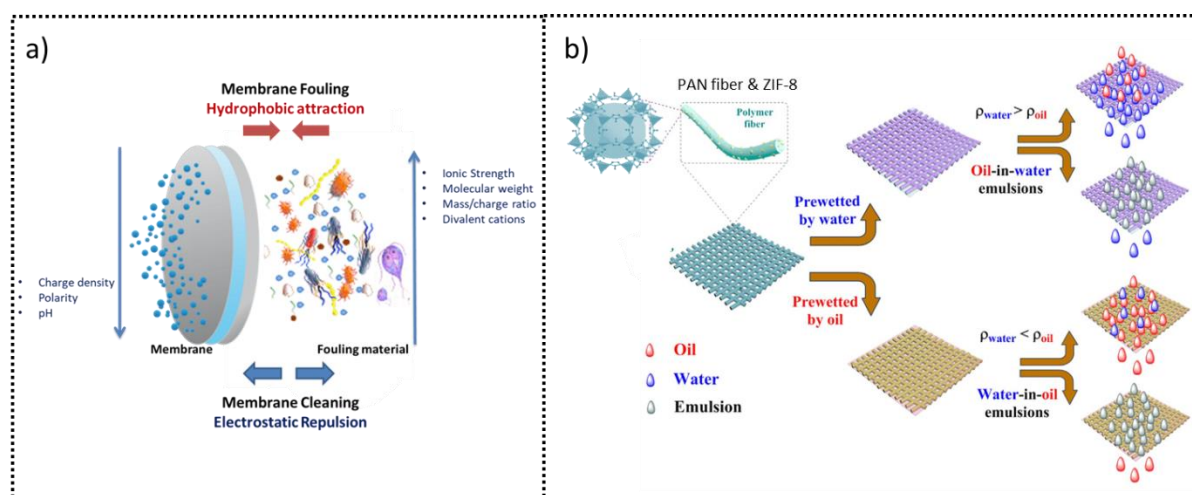 a)
Membrane Fouling
Hydrophobic attraction
• Ionic Strength
• Molecular weight
• Mass/charge ratio
• Divalent cations
• Charge density
• Polarity
• pH
Membrane
Fouling material
Membrane Cleaning
Electrostatic Repulsion
b)
PAN fiber & ZIF-8
Polymer
fiber
Prewetted
by water
Prewetted
by oil
ρwater > ρoil
Oil-in-water
emulsions
ρwater < ρoil
Water-in-oil
emulsions
Oil
Water
Emulsion